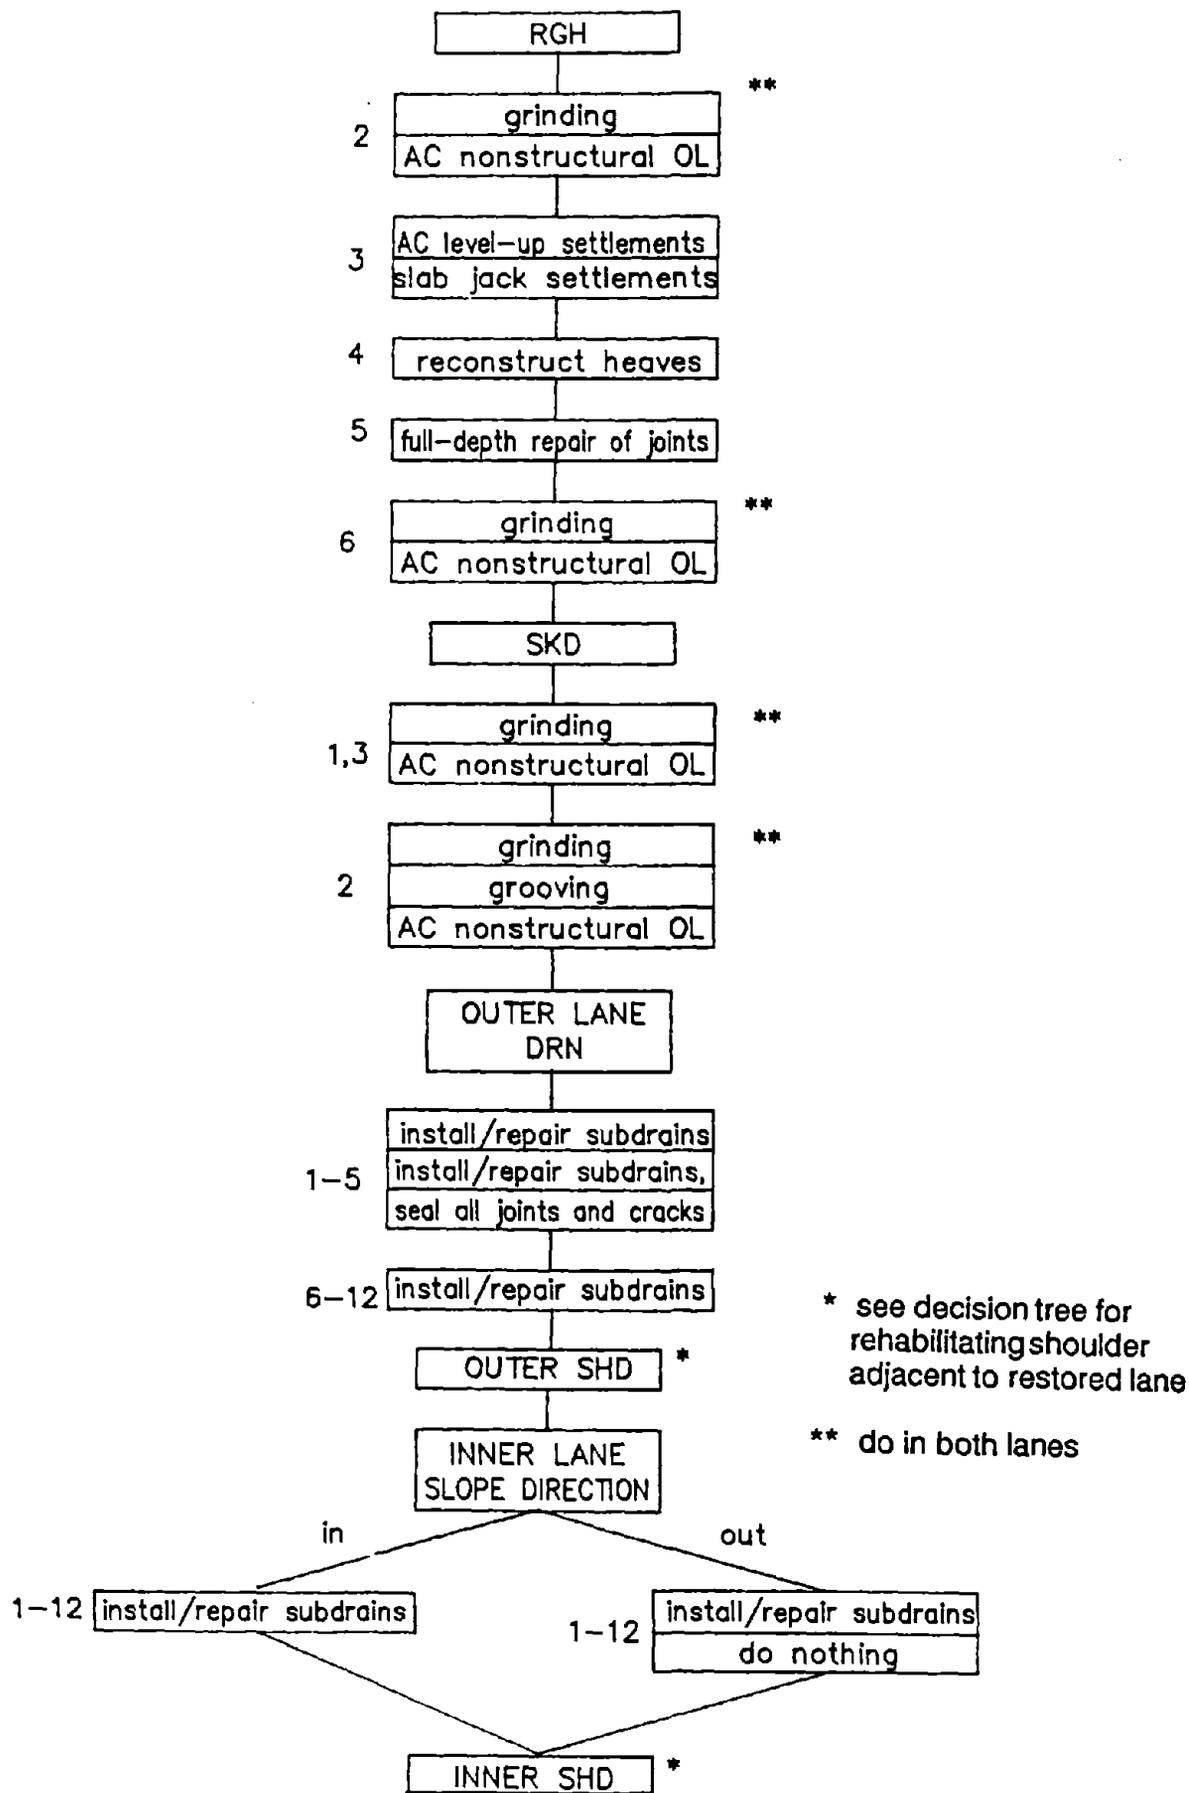 RGH
**
grinding
2
AC nonstructural OL
AC level-up settlements
3
slab jack settlements
4
reconstruct heaves
5
full-depth repair of joints
**
grinding
6
AC nonstructural OL
SKD
**
grinding
1,3
AC nonstructural OL
**
grinding
2
grooving
AC nonstructural OL
OUTER LANE
DRN
install/repair subdrains
1-5
install/repair subdrains,
seal all joints and cracks
6-12
install/repair subdrains
* see decision tree for
rehabilitating shoulder
adjacent to restored lane
OUTER SHD *
** do in both lanes
INNER LANE
SLOPE DIRECTION
in
out
1-12
install/repair subdrains
1-12
install/repair subdrains
do nothing
INNER SHD *